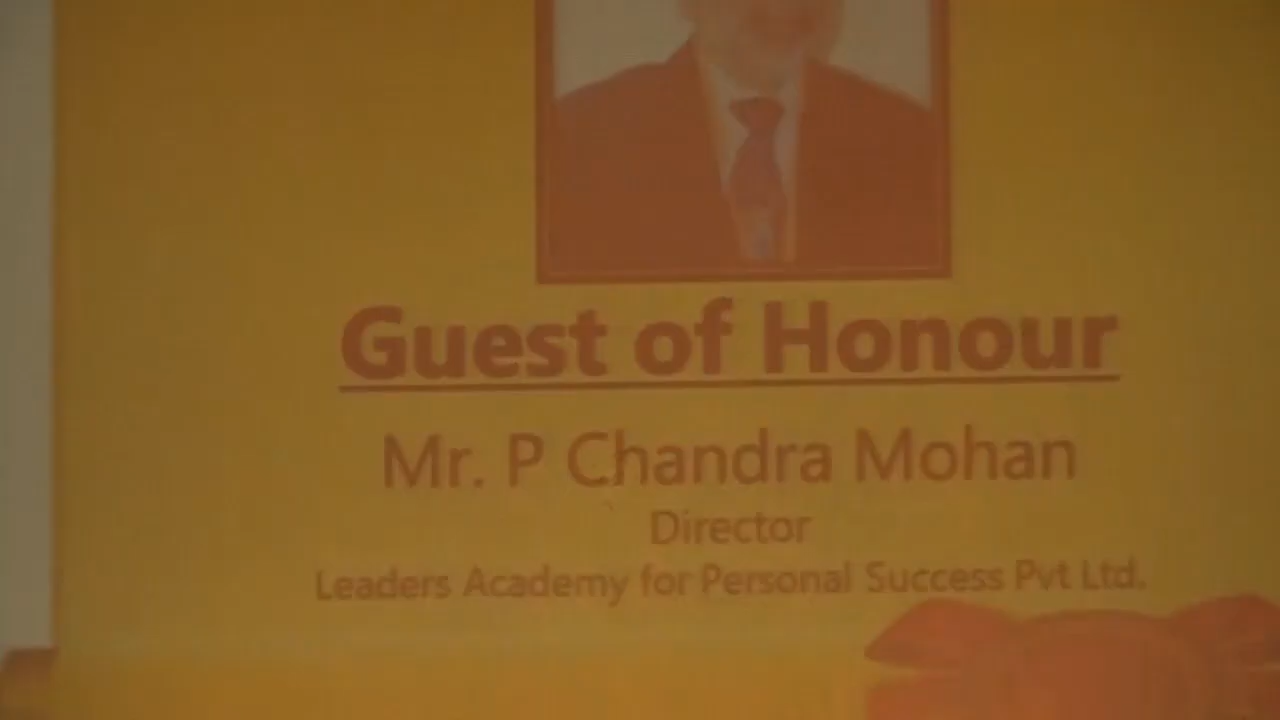 Guest of Honour
Mr. P Chandra Mohan
Director
Leaders Academy for Personal Success Pvt Ltd.